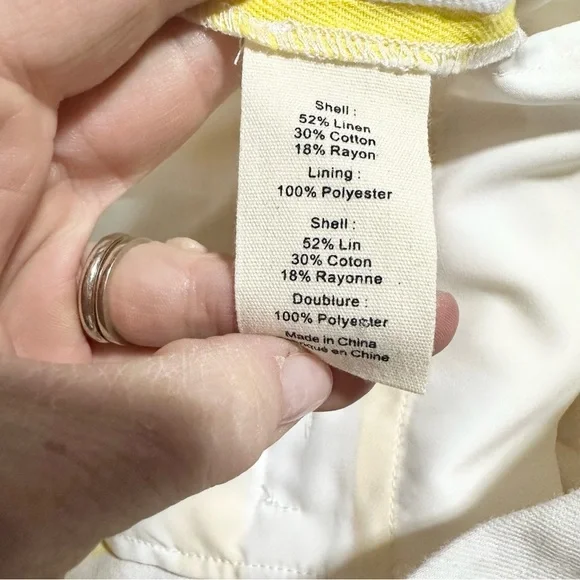 Shell :
52% Linen
30% Cotton
18% Rayon
Lining :
100% Polyester
Shell :
52% Lin
30% Coton
18% Rayonne
Doublure :
100% Polyester
Made in China
en Chine